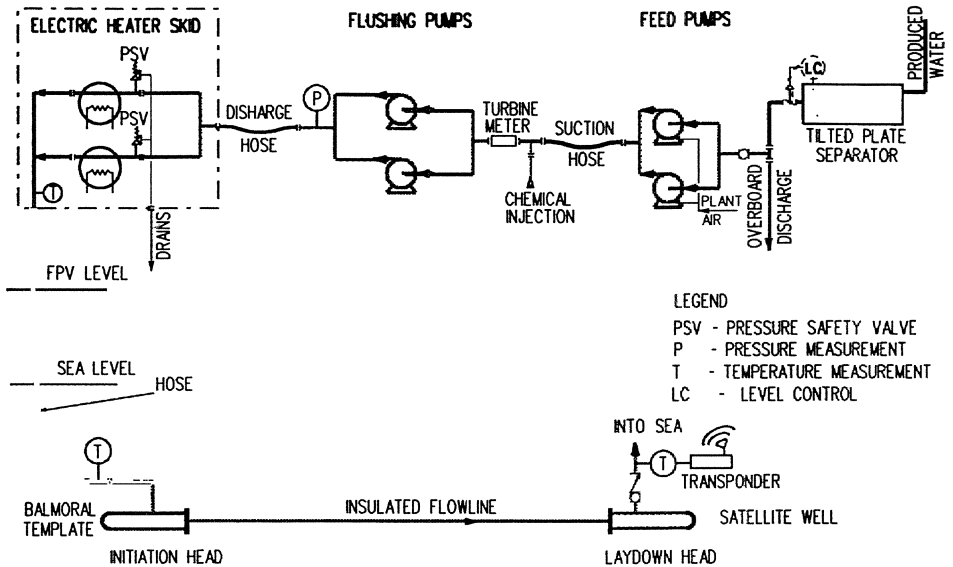 ELECTRIC HEATER SKID
FLUSHING PUMPS
FEED PUMPS
PRODUCED
WATER
PSV
LC
PSV
P
DISHARGE
HOSE
TURBINE
METER
SUCTION
HOSE
TILTED PLATE
SEPARATOR
T
CHEMICAL
INJECTION
PLANT
AIR
OVERBOARD
DISCHARGE
DRAINS
FPV LEVEL
LEGEND
PSV - PRESSURE SAFETY VALVE
P - PRESSURE MEASUREMENT
T - TEMPERATURE MEASUREMENT
LC - LEVEL CONTROL
SEA LEVEL
HOSE
INTO SEA
T
T
TRANSPONDER
BALMORAL
TEMPLATE
INSULATED FLOWLINE
SATELLITE WELL
INITIATION HEAD
LAYDOWN HEAD